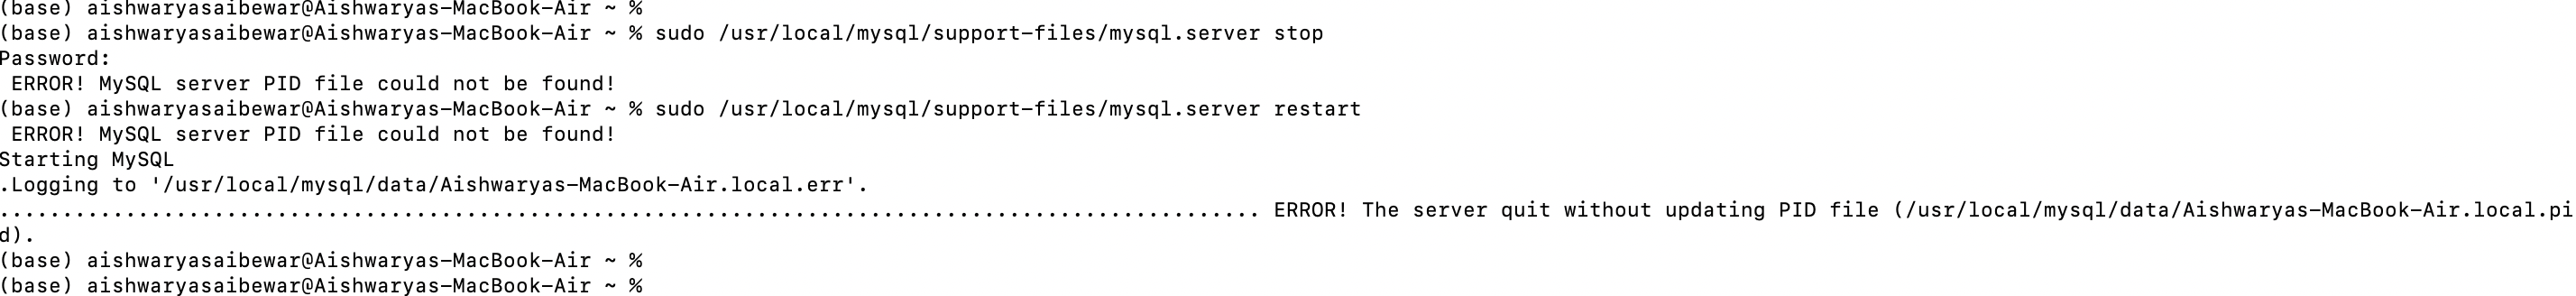 (base) aishwaryasaibewar@Aishwaryas-MacBook-Air ~ %
(base) aishwaryasaibewar@Aishwaryas-MacBook-Air ~ % sudo /usr/local/mysql/support-files/mysql.server stop
Password:
 ERROR! MySQL server PID file could not be found!
(base) aishwaryasaibewar@Aishwaryas-MacBook-Air ~ % sudo /usr/local/mysql/support-files/mysql.server restart
 ERROR! MySQL server PID file could not be found!
Starting MySQL
.Logging to '/usr/local/mysql/data/Aishwaryas-MacBook-Air.local.err'.
.................................................................................................... ERROR! The server quit without updating PID file (/usr/local/mysql/data/Aishwaryas-MacBook-Air.local.pi
d).
(base) aishwaryasaibewar@Aishwaryas-MacBook-Air ~ %
(base) aishwaryasaibewar@Aishwaryas-MacBook-Air ~ %